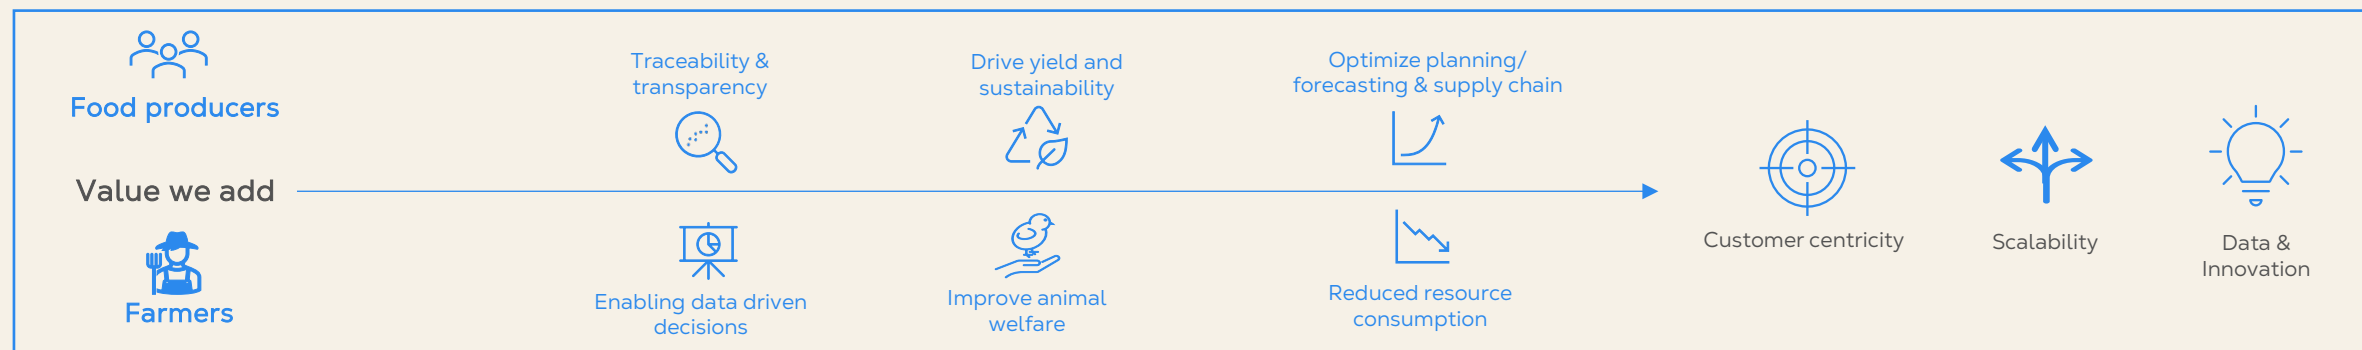 Food producers
Traceability &
transparency
Drive yield and
sustainability
Optimize planning/
forecasting & supply chain
Value we add
Customer centricity
Scalability
Data &
Innovation
Farmers
Enabling data driven
decisions
Improve animal
welfare
Reduced resource
consumption